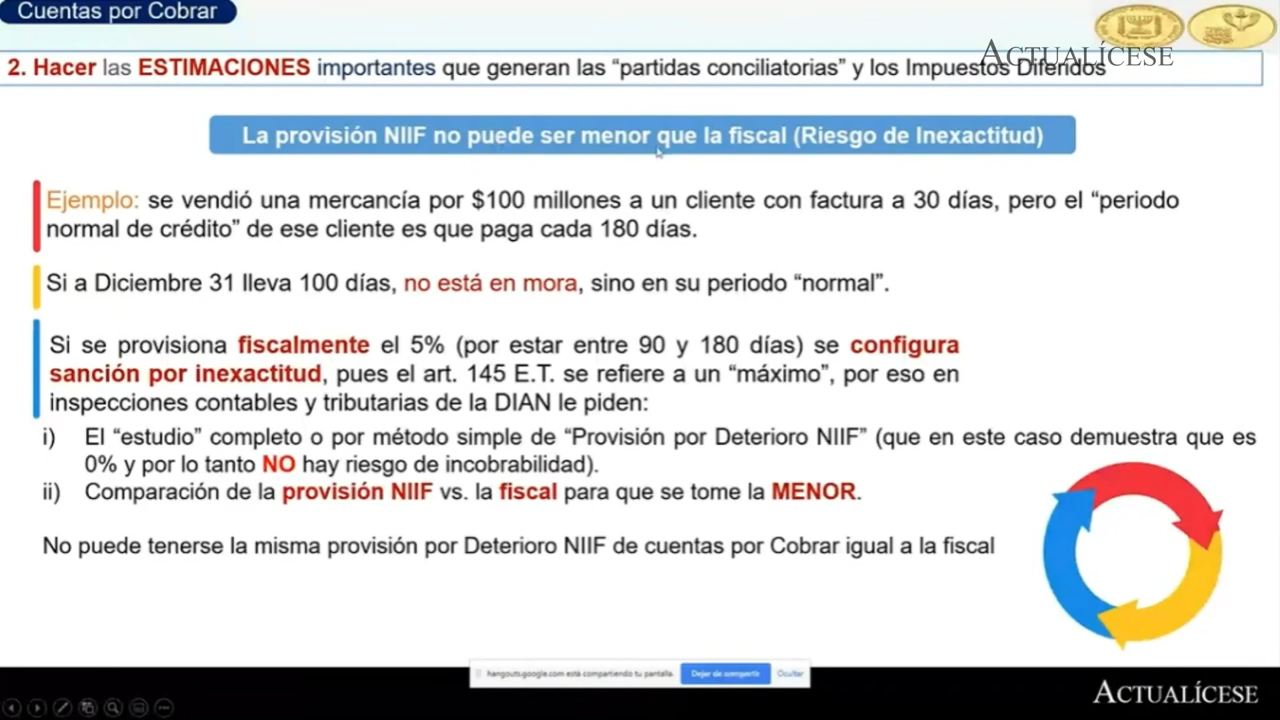 Cuentas por Cobrar
ACTUALÍCESE
2. Hacer las ESTIMACIONES importantes que generan las “partidas conciliatorias” y los Impuestos Diferidos
La provisión NIIF no puede ser menor que la fiscal (Riesgo de Inexactitud)
Ejemplo: se vendió una mercancía por $100 millones a un cliente con factura a 30 días, pero el “periodo
normal de crédito” de ese cliente es que paga cada 180 días.
Si a Diciembre 31 lleva 100 días, no está en mora, sino en su periodo “normal”.
Si se provisiona fiscalmente el 5% (por estar entre 90 y 180 días) se configura
sanción por inexactitud, pues el art. 145 E.T. se refiere a un “máximo”, por eso en
inspecciones contables y tributarias de la DIAN le piden:
i) El “estudio” completo o por método simple de “Provisión por Deterioro NIIF” (que en este caso demuestra que es
0% y por lo tanto NO hay riesgo de incobrabilidad).
ii) Comparación de la provisión NIIF vs. la fiscal para que se tome la MENOR.
No puede tenerse la misma provisión por Deterioro NIIF de cuentas por Cobrar igual a la fiscal
hangouts.google.com está compartiendo tu pantalla.
Dejar de compartir
Ocultar
ACTUALÍCESE